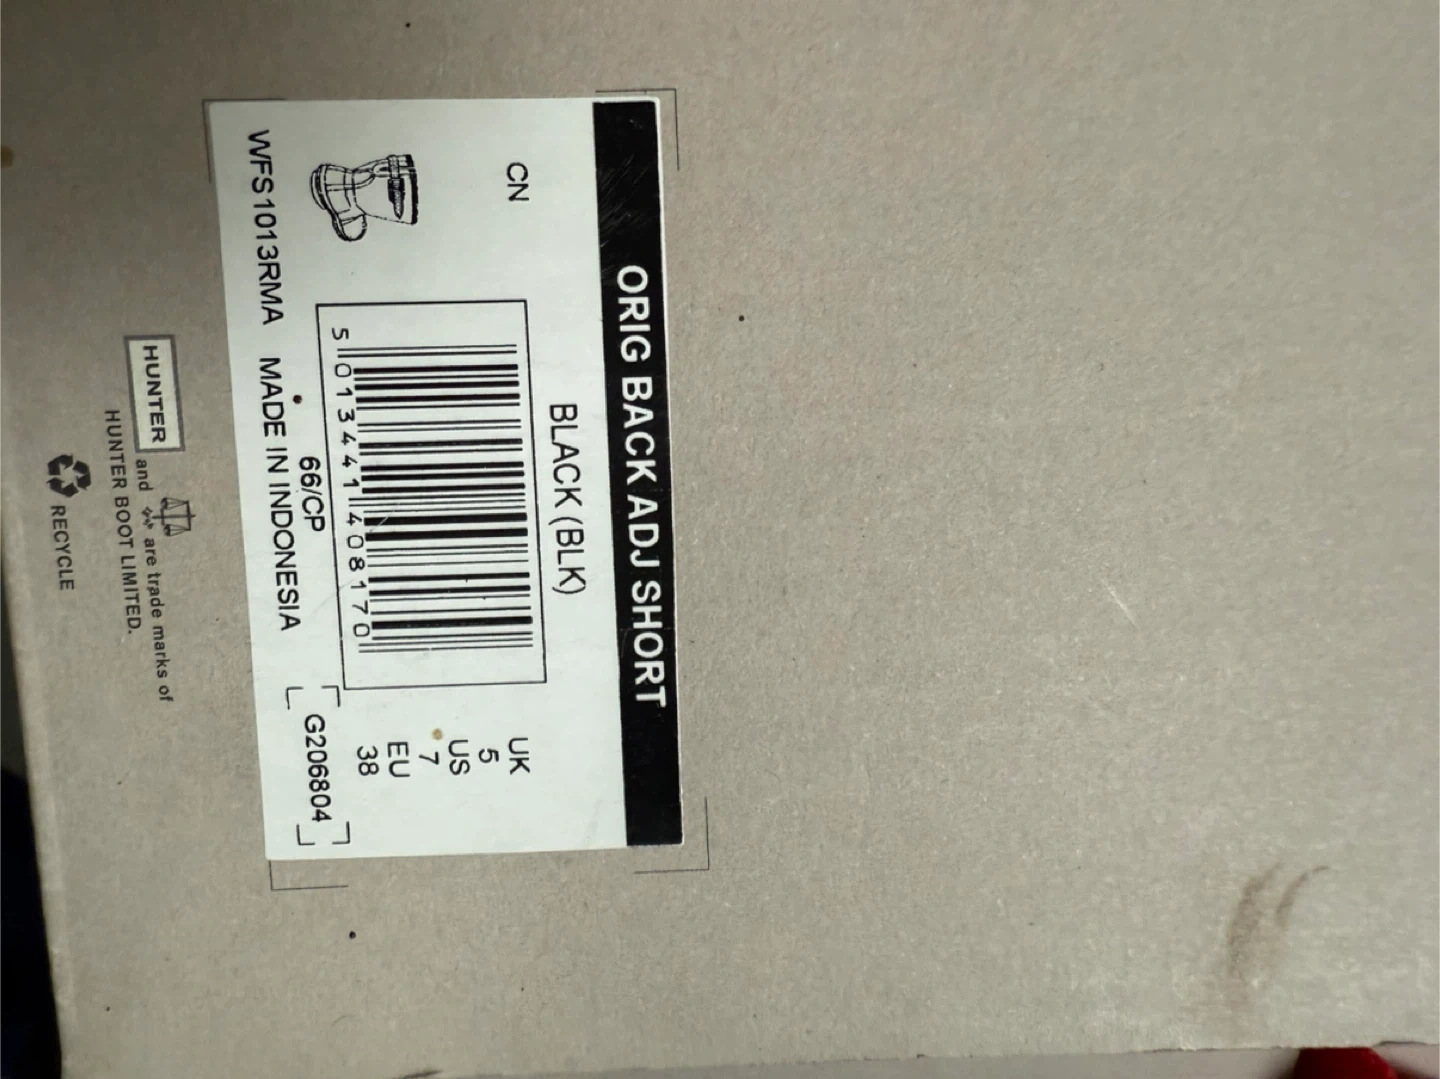 ORIG BACK ADJ SHORT
BLACK (BLK)
CN
UK
5
US
7
EU
38
5 013441 408170
66/CP
G206804
WFS1013RMA MADE IN INDONESIA
HUNTER and are trade marks of
HUNTER BOOT LIMITED.
RECYCLE